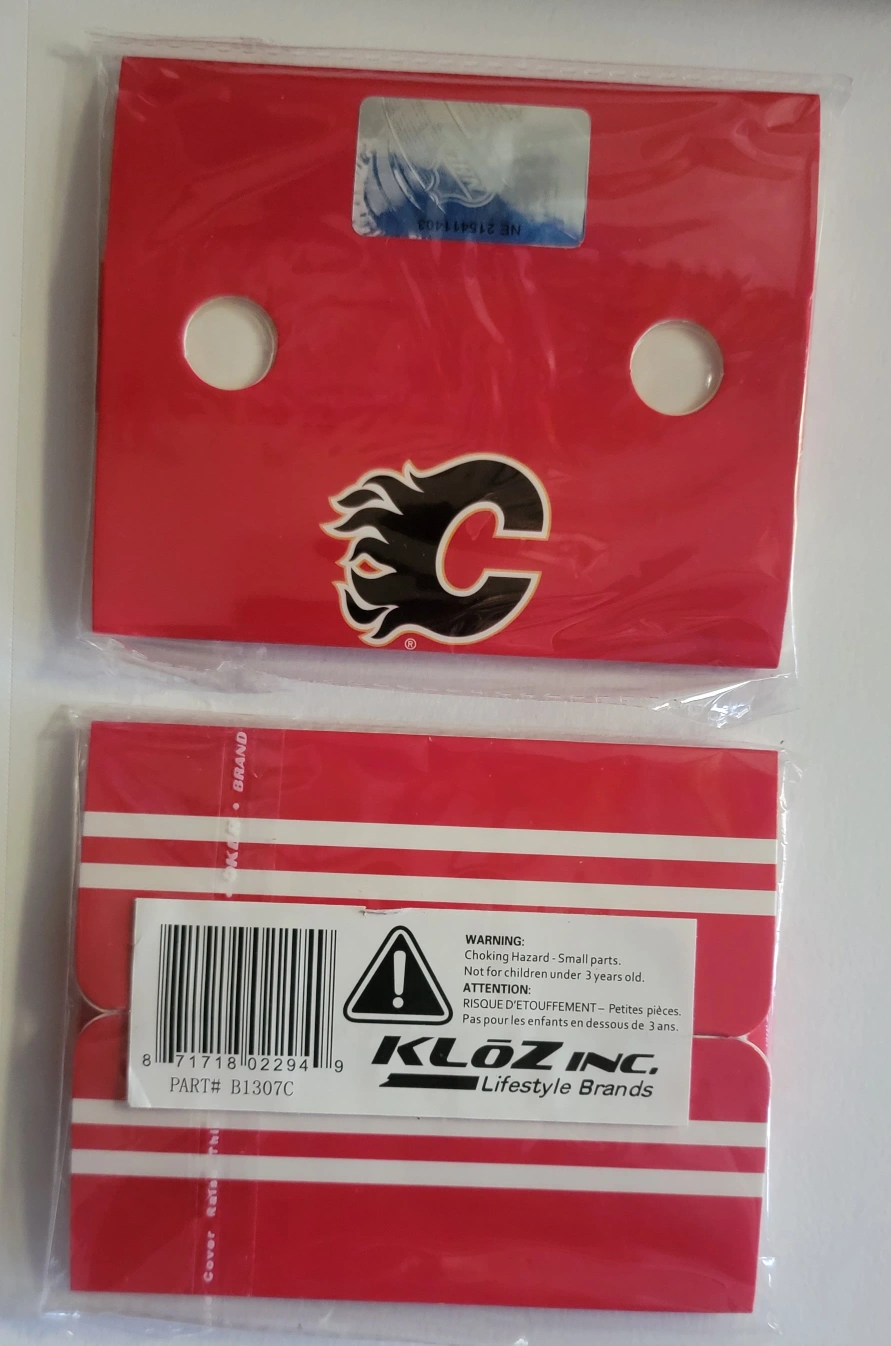 NE 215411403
®
BRAND
WARNING:
Choking Hazard - Small parts.
Not for children under 3 years old.
ATTENTION:
RISQUE D'ETOUFFEMENT – Petites pièces.
Pas pour les enfants en dessous de 3 ans.
8 71718 02294 9
PART# B1307C
KLōZ INC.
Lifestyle Brands
Cover